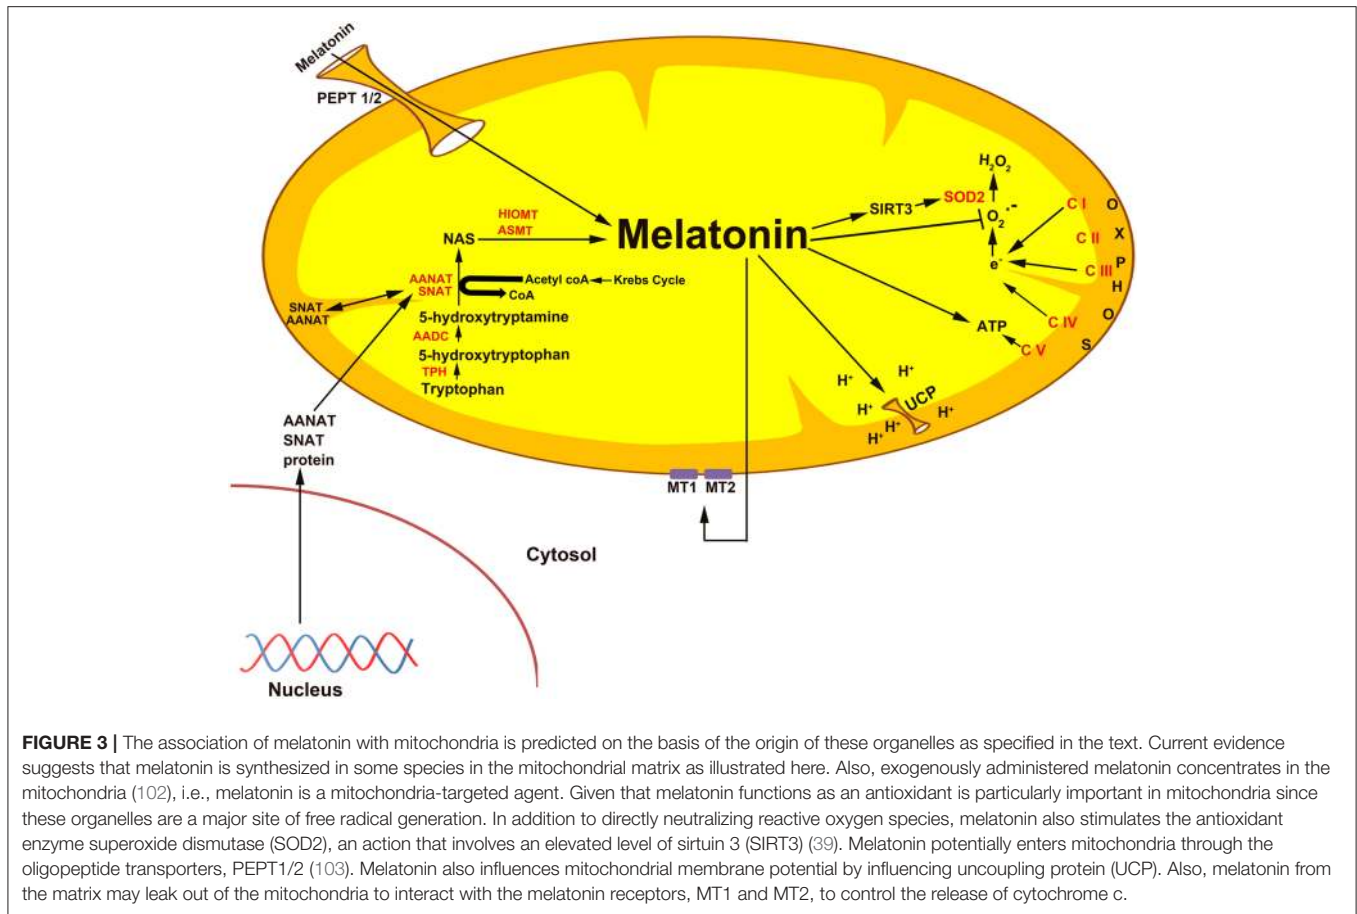 Melatonin
PEPT 1/2
H₂O₂
SIRT3
SOD2
O₂·-
C I
C II
C III
C IV
C V
O
X
P
H
O
S
e-
HIOMT
ASMT
NAS
Melatonin
AANAT
SNAT
Acetyl coA
Krebs Cycle
CoA
SNAT
AANAT
5-hydroxytryptamine
AADC
5-hydroxytryptophan
TPH
Tryptophan
ATP
H⁺
H⁺
H⁺
UCP
H⁺
H⁺
H⁺
AANAT
SNAT
protein
MT1
MT2
Cytosol
Nucleus
FIGURE 3 | The association of melatonin with mitochondria is predicted on the basis of the origin of these organelles as specified in the text. Current evidence
suggests that melatonin is synthesized in some species in the mitochondrial matrix as illustrated here. Also, exogenously administered melatonin concentrates in the
mitochondria (102), i.e., melatonin is a mitochondria-targeted agent. Given that melatonin functions as an antioxidant is particularly important in mitochondria since
these organelles are a major site of free radical generation. In addition to directly neutralizing reactive oxygen species, melatonin also stimulates the antioxidant
enzyme superoxide dismutase (SOD2), an action that involves an elevated level of sirtuin 3 (SIRT3) (39). Melatonin potentially enters mitochondria through the
oligopeptide transporters, PEPT1/2 (103). Melatonin also influences mitochondrial membrane potential by influencing uncoupling protein (UCP). Also, melatonin from
the matrix may leak out of the mitochondria to interact with the melatonin receptors, MT1 and MT2, to control the release of cytochrome c.